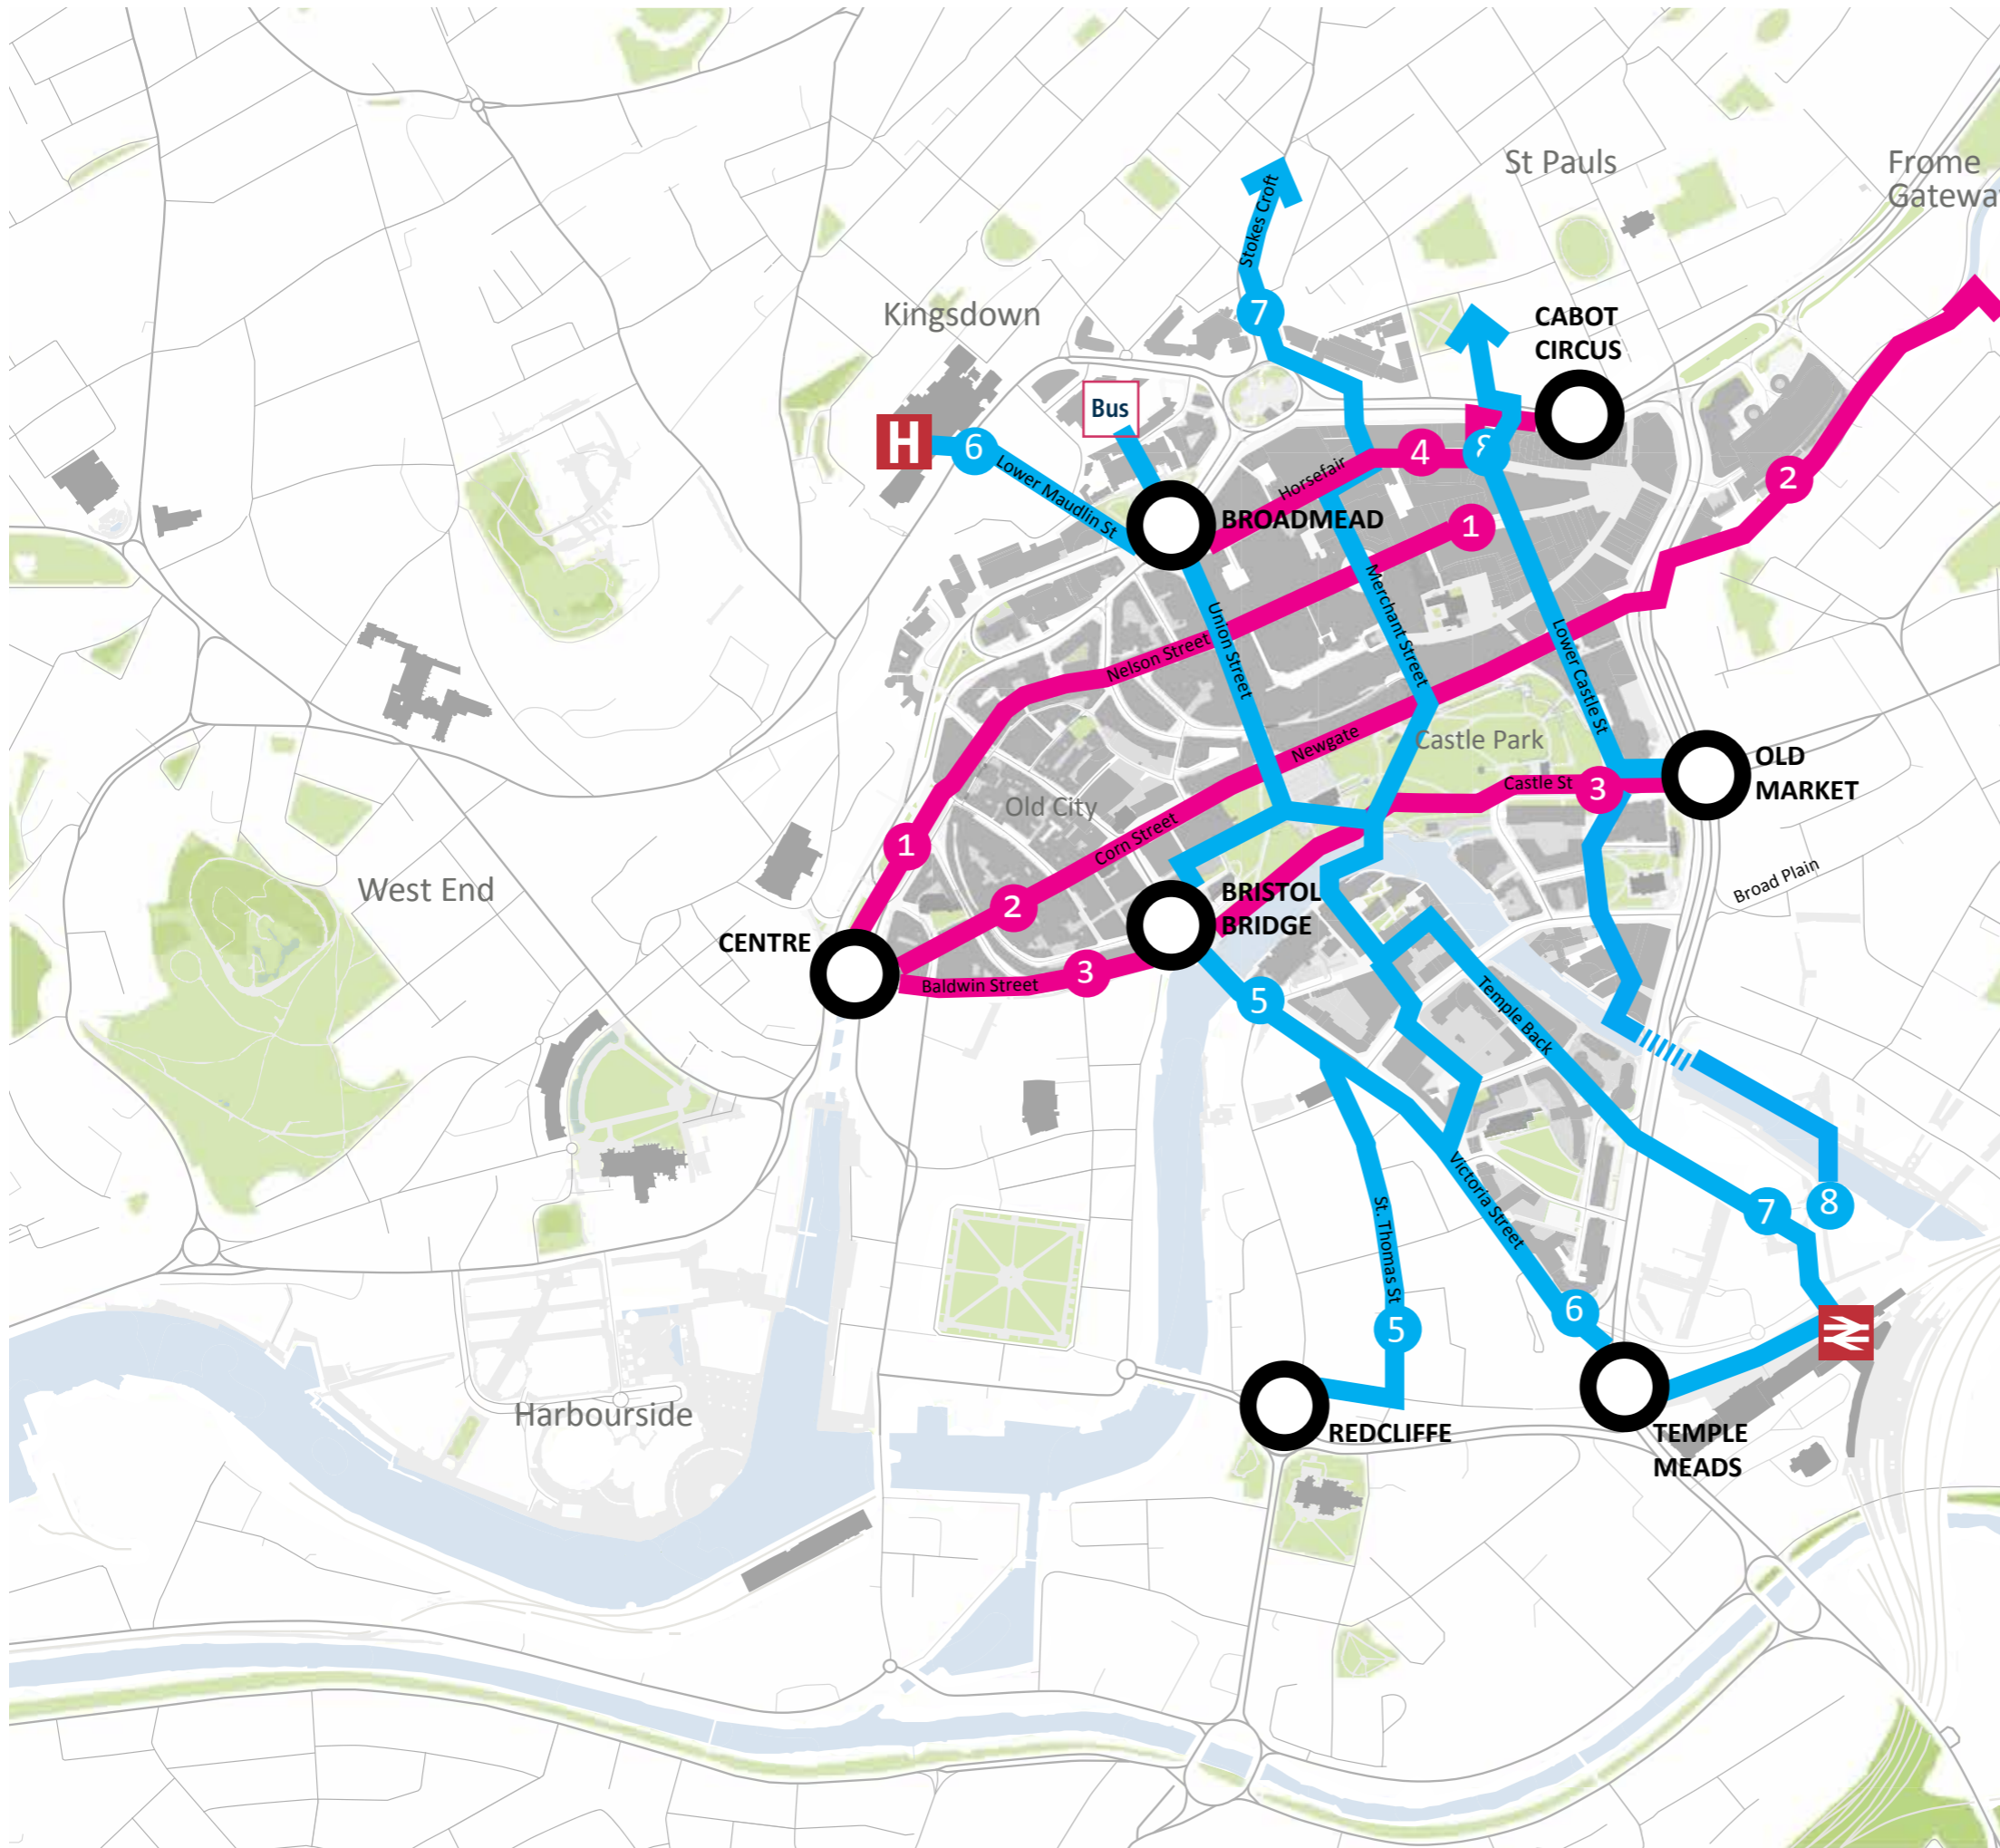 St Pauls
Frome
Stokes Croft
Kingsdown
7
CABOT
CIRCUS
Bus
H
6
Lower Maudlin St
Horsefair
4
8
2
BROADMEAD
1
Merchant Street
Union Street
Nelson Street
Lower Castle St
Newgate
Castle Park
OLD
MARKET
Castle St
3
Old City
Corn Street
1
West End
Broad Plain
2
BRISTOL
BRIDGE
CENTRE
3
Baldwin Street
5
Temple Back
Victoria Street
St. Thomas St
7
8
6
5
Harbourside
REDCLIFFE
TEMPLE
MEADS